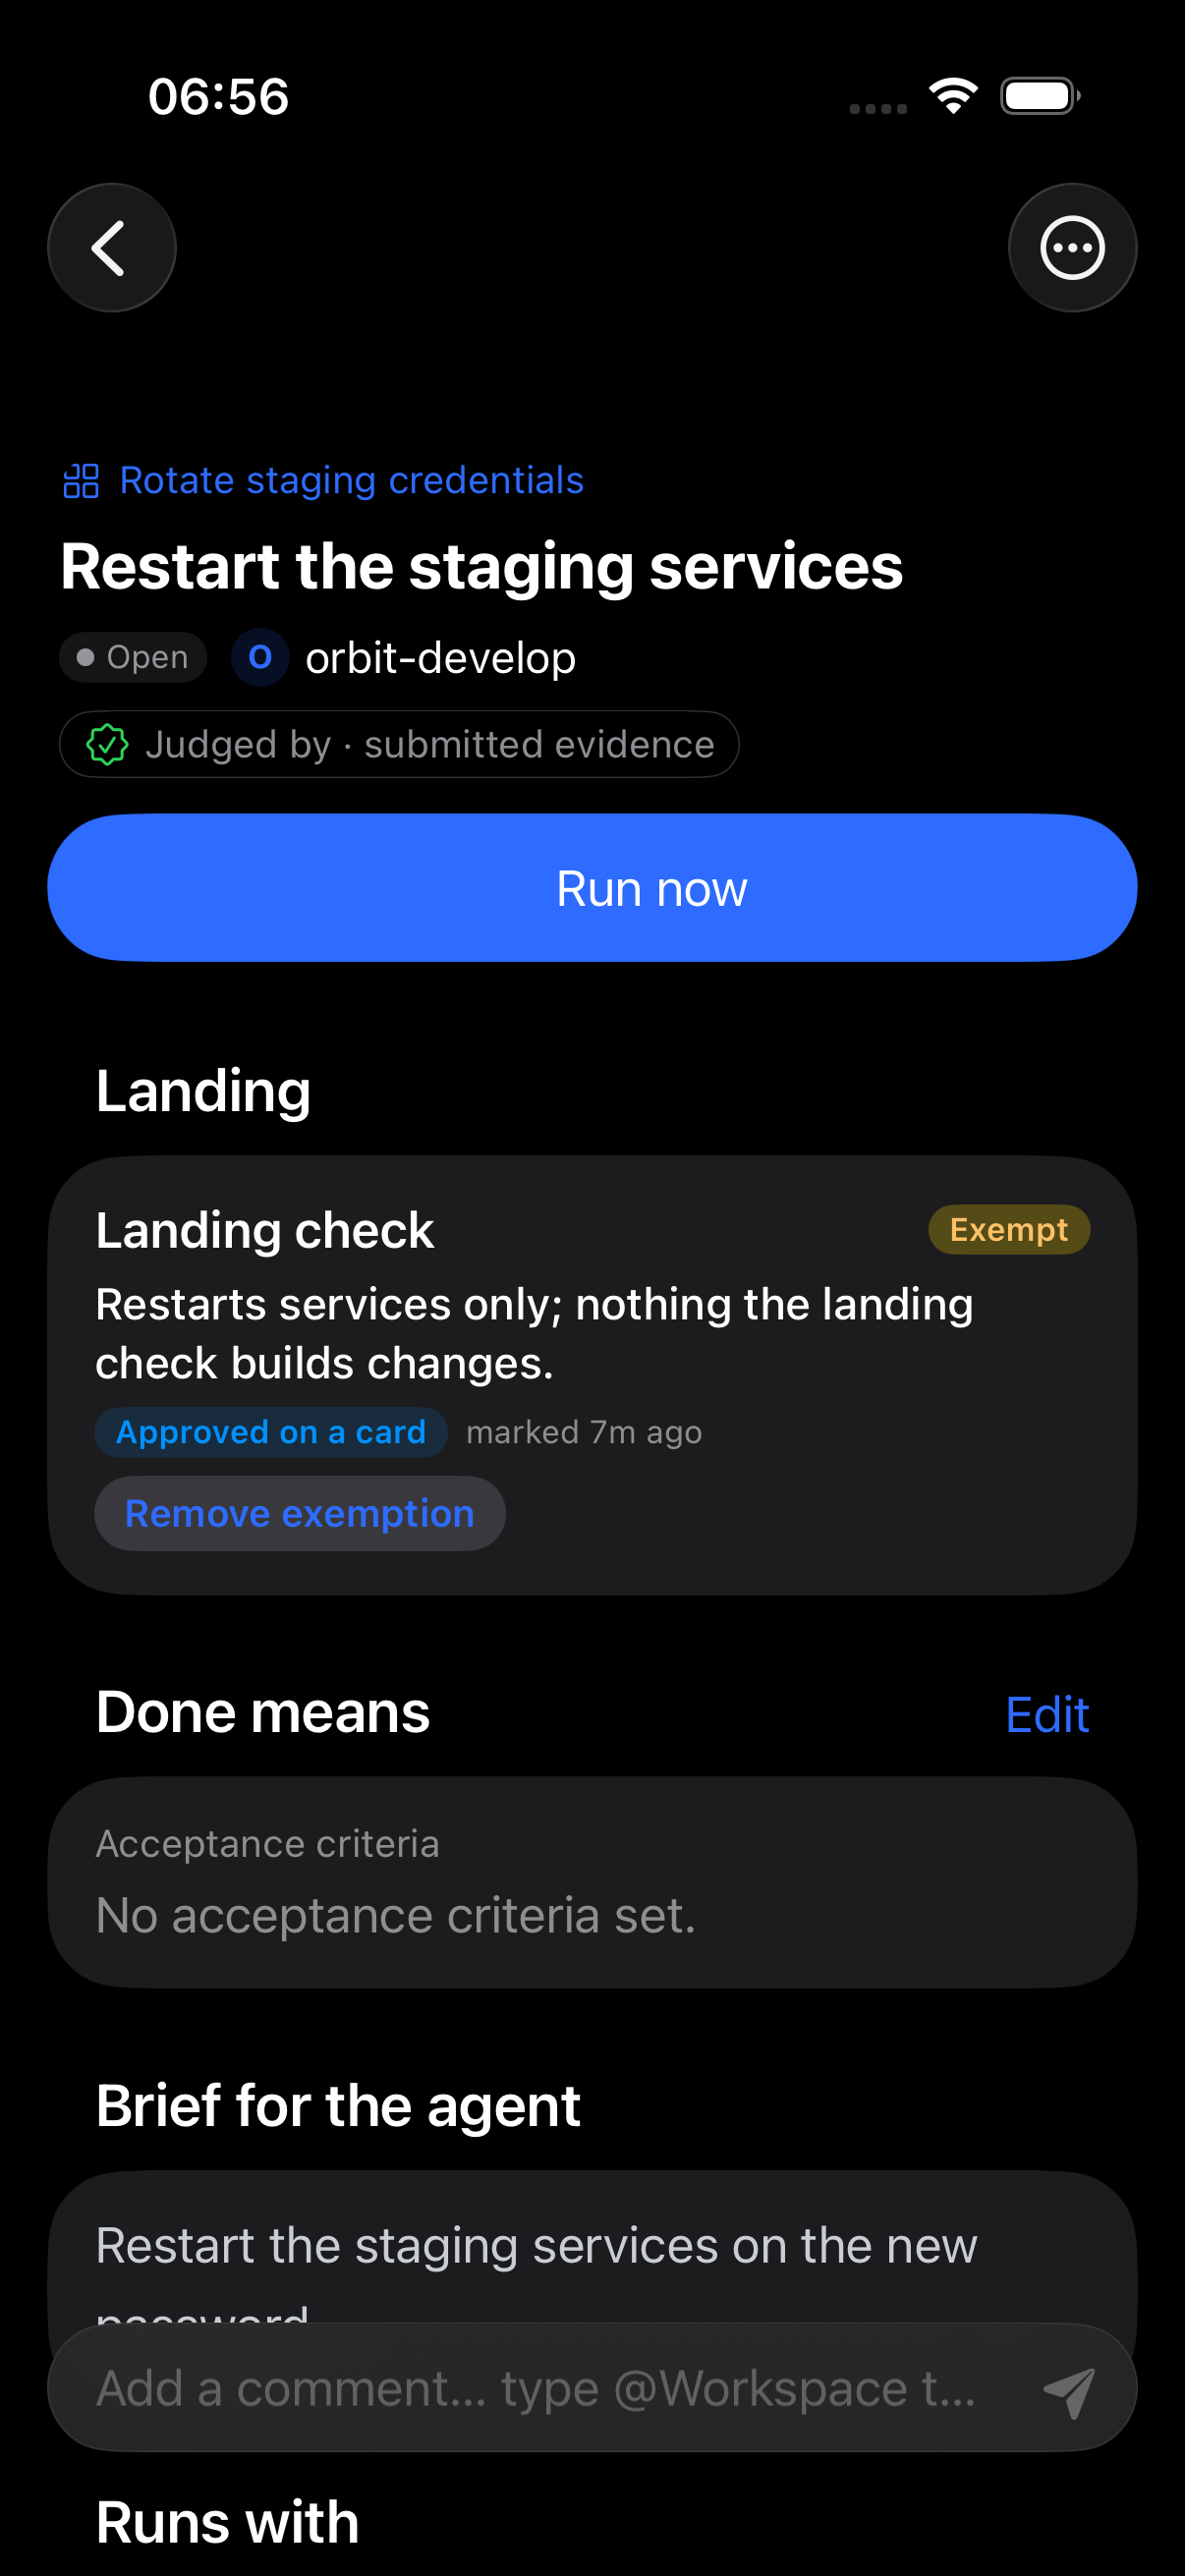 06:56
Rotate staging credentials
Restart the staging services
Open
O
orbit-develop
Judged by · submitted evidence
Run now
Landing
Landing check
Exempt
Restarts services only; nothing the landing
check builds changes.
Approved on a card
marked 7m ago
Remove exemption
Done means
Edit
Acceptance criteria
No acceptance criteria set.
Brief for the agent
Restart the staging services on the new
password
Add a comment... type @Workspace t...
Runs with